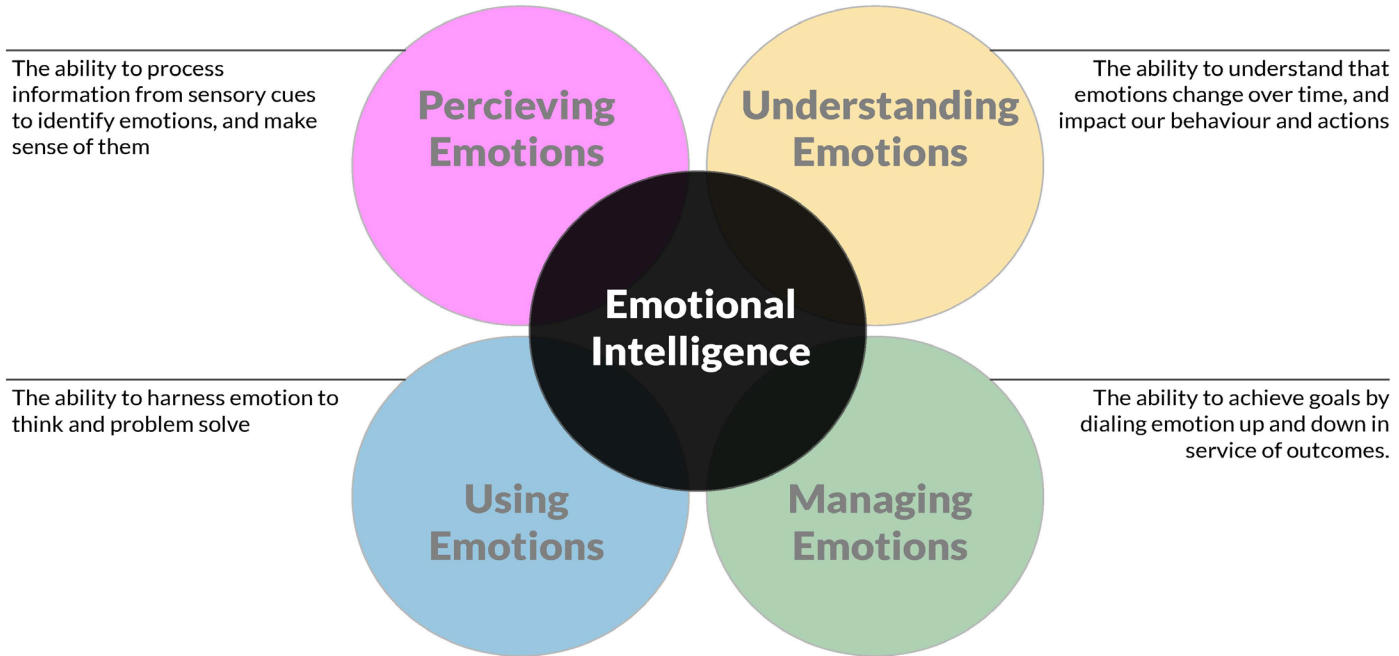 The ability to process
information from sensory cues
to identify emotions, and make
sense of them
Percieving
Emotions
Understanding
Emotions
The ability to understand that
emotions change over time, and
impact our behaviour and actions
Emotional
Intelligence
The ability to harness emotion to
think and problem solve
Using
Emotions
Managing
Emotions
The ability to achieve goals by
dialing emotion up and down in
service of outcomes.